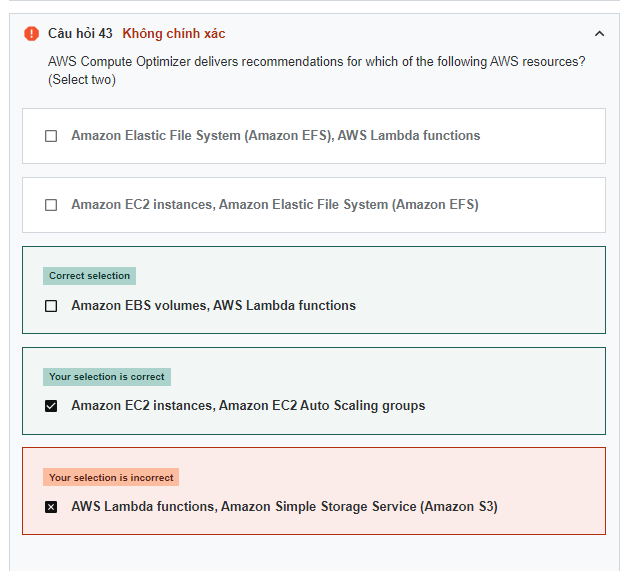 Câu hỏi 43 Không chính xác
AWS Compute Optimizer delivers recommendations for which of the following AWS resources?
(Select two)
Amazon Elastic File System (Amazon EFS), AWS Lambda functions
Amazon EC2 instances, Amazon Elastic File System (Amazon EFS)
Correct selection
Amazon EBS volumes, AWS Lambda functions
Your selection is correct
Amazon EC2 instances, Amazon EC2 Auto Scaling groups
Your selection is incorrect
AWS Lambda functions, Amazon Simple Storage Service (Amazon S3)